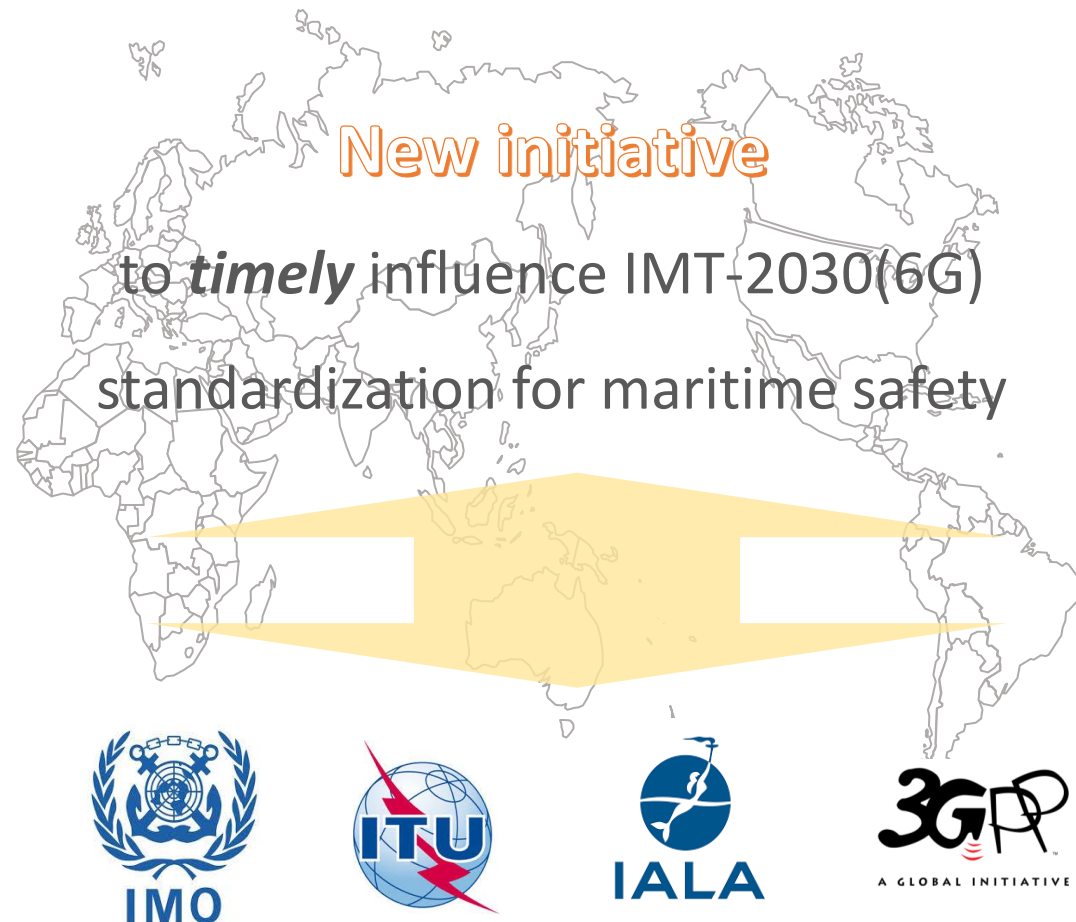 New initiative
to timely influence IMT-2030(6G)
standardization for maritime safety
IMO
ITU
IALA
3GPP
A GLOBAL INITIATIVE